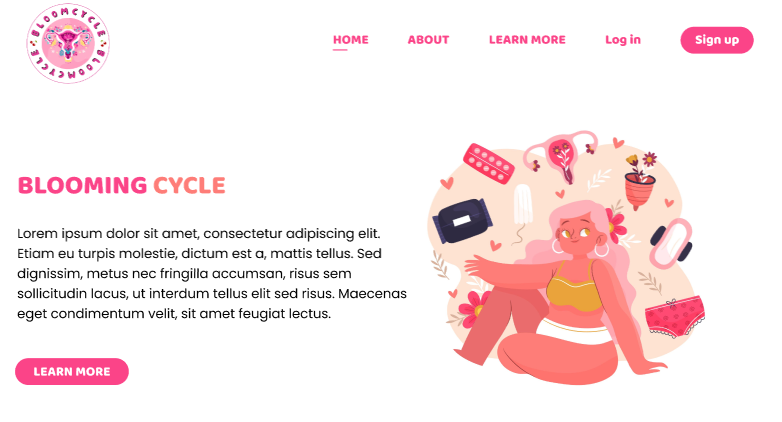 BLOOMCYCLE BLOOMCYCLE
HOME ABOUT LEARN MORE Log in Sign up
BLOOMING CYCLE
Lorem ipsum dolor sit amet, consectetur adipiscing elit.
Etiam eu turpis molestie, dictum est a, mattis tellus. Sed
dignissim, metus nec fringilla accumsan, risus sem
sollicitudin lacus, ut interdum tellus elit sed risus. Maecenas
eget condimentum velit, sit amet feugiat lectus.
LEARN MORE